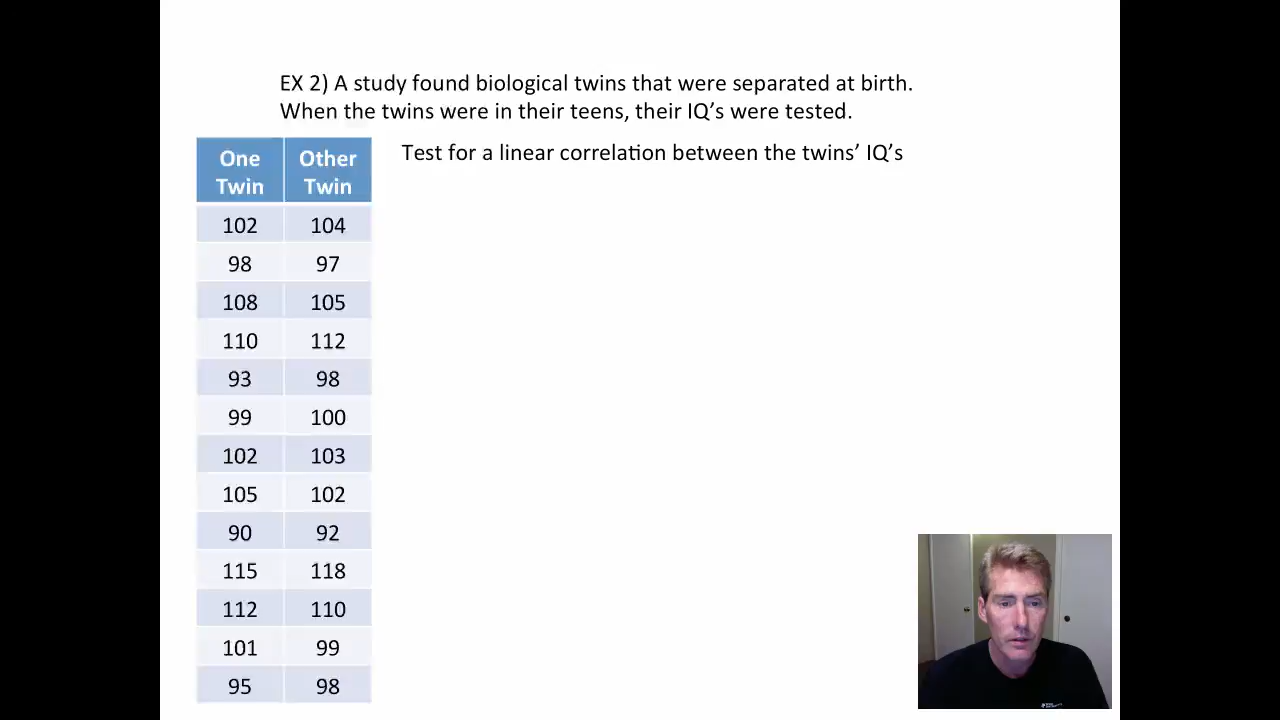 EX 2) A study found biological twins that were separated at birth.
When the twins were in their teens, their IQ’s were tested.
Test for a linear correlation between the twins’ IQ’s
One Other
Twin Twin
102 104
98 97
108 105
110 112
93 98
99 100
102 103
105 102
90 92
115 118
112 110
101 99
95 98